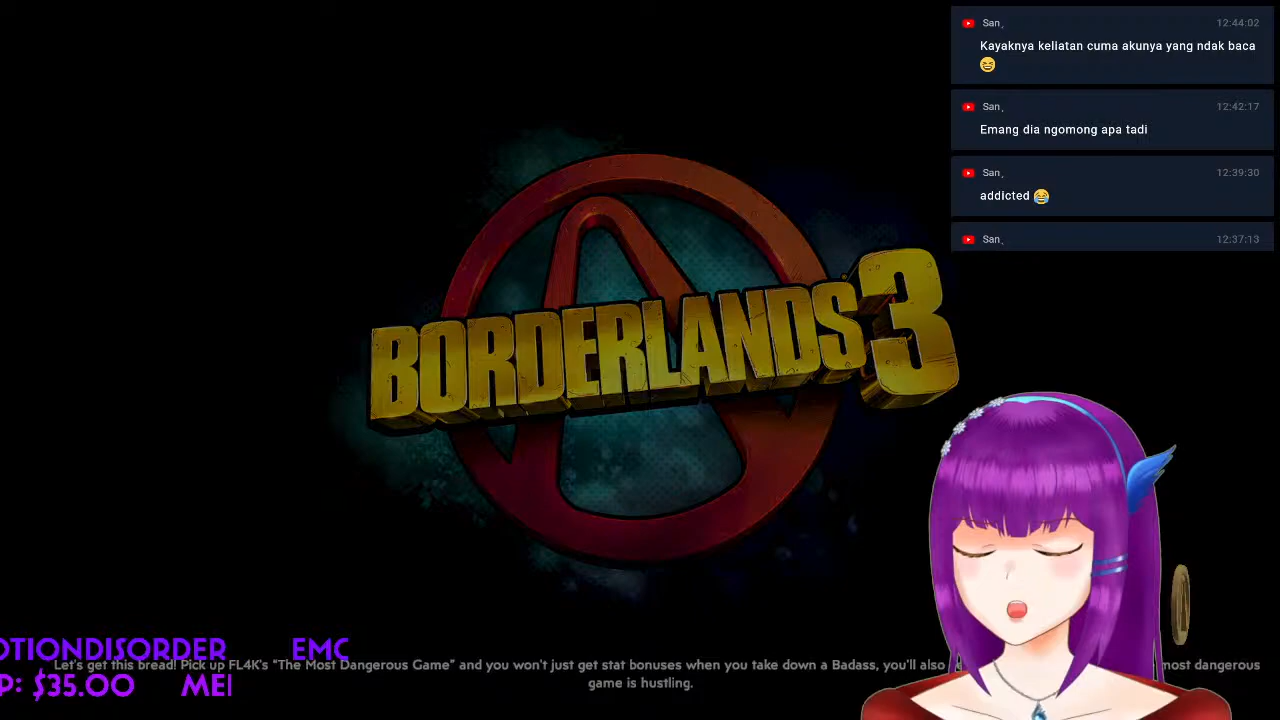 San,
12:44:02
Kayaknya keliatan cuma akunya yang ndak baca
😆
San,
12:42:17
Emang dia ngomong apa tadi
San,
12:39:30
addicted 😂
San,
12:37:13
BORDERLANDS 3
OTIONDISORDER EMC
Let's get this bread! Pick up FL4K's "The Most Dangerous Game" and you won't just get stat bonuses when you take down a Badass, you'll also most dangerous
game is hustling.
P: $35.00